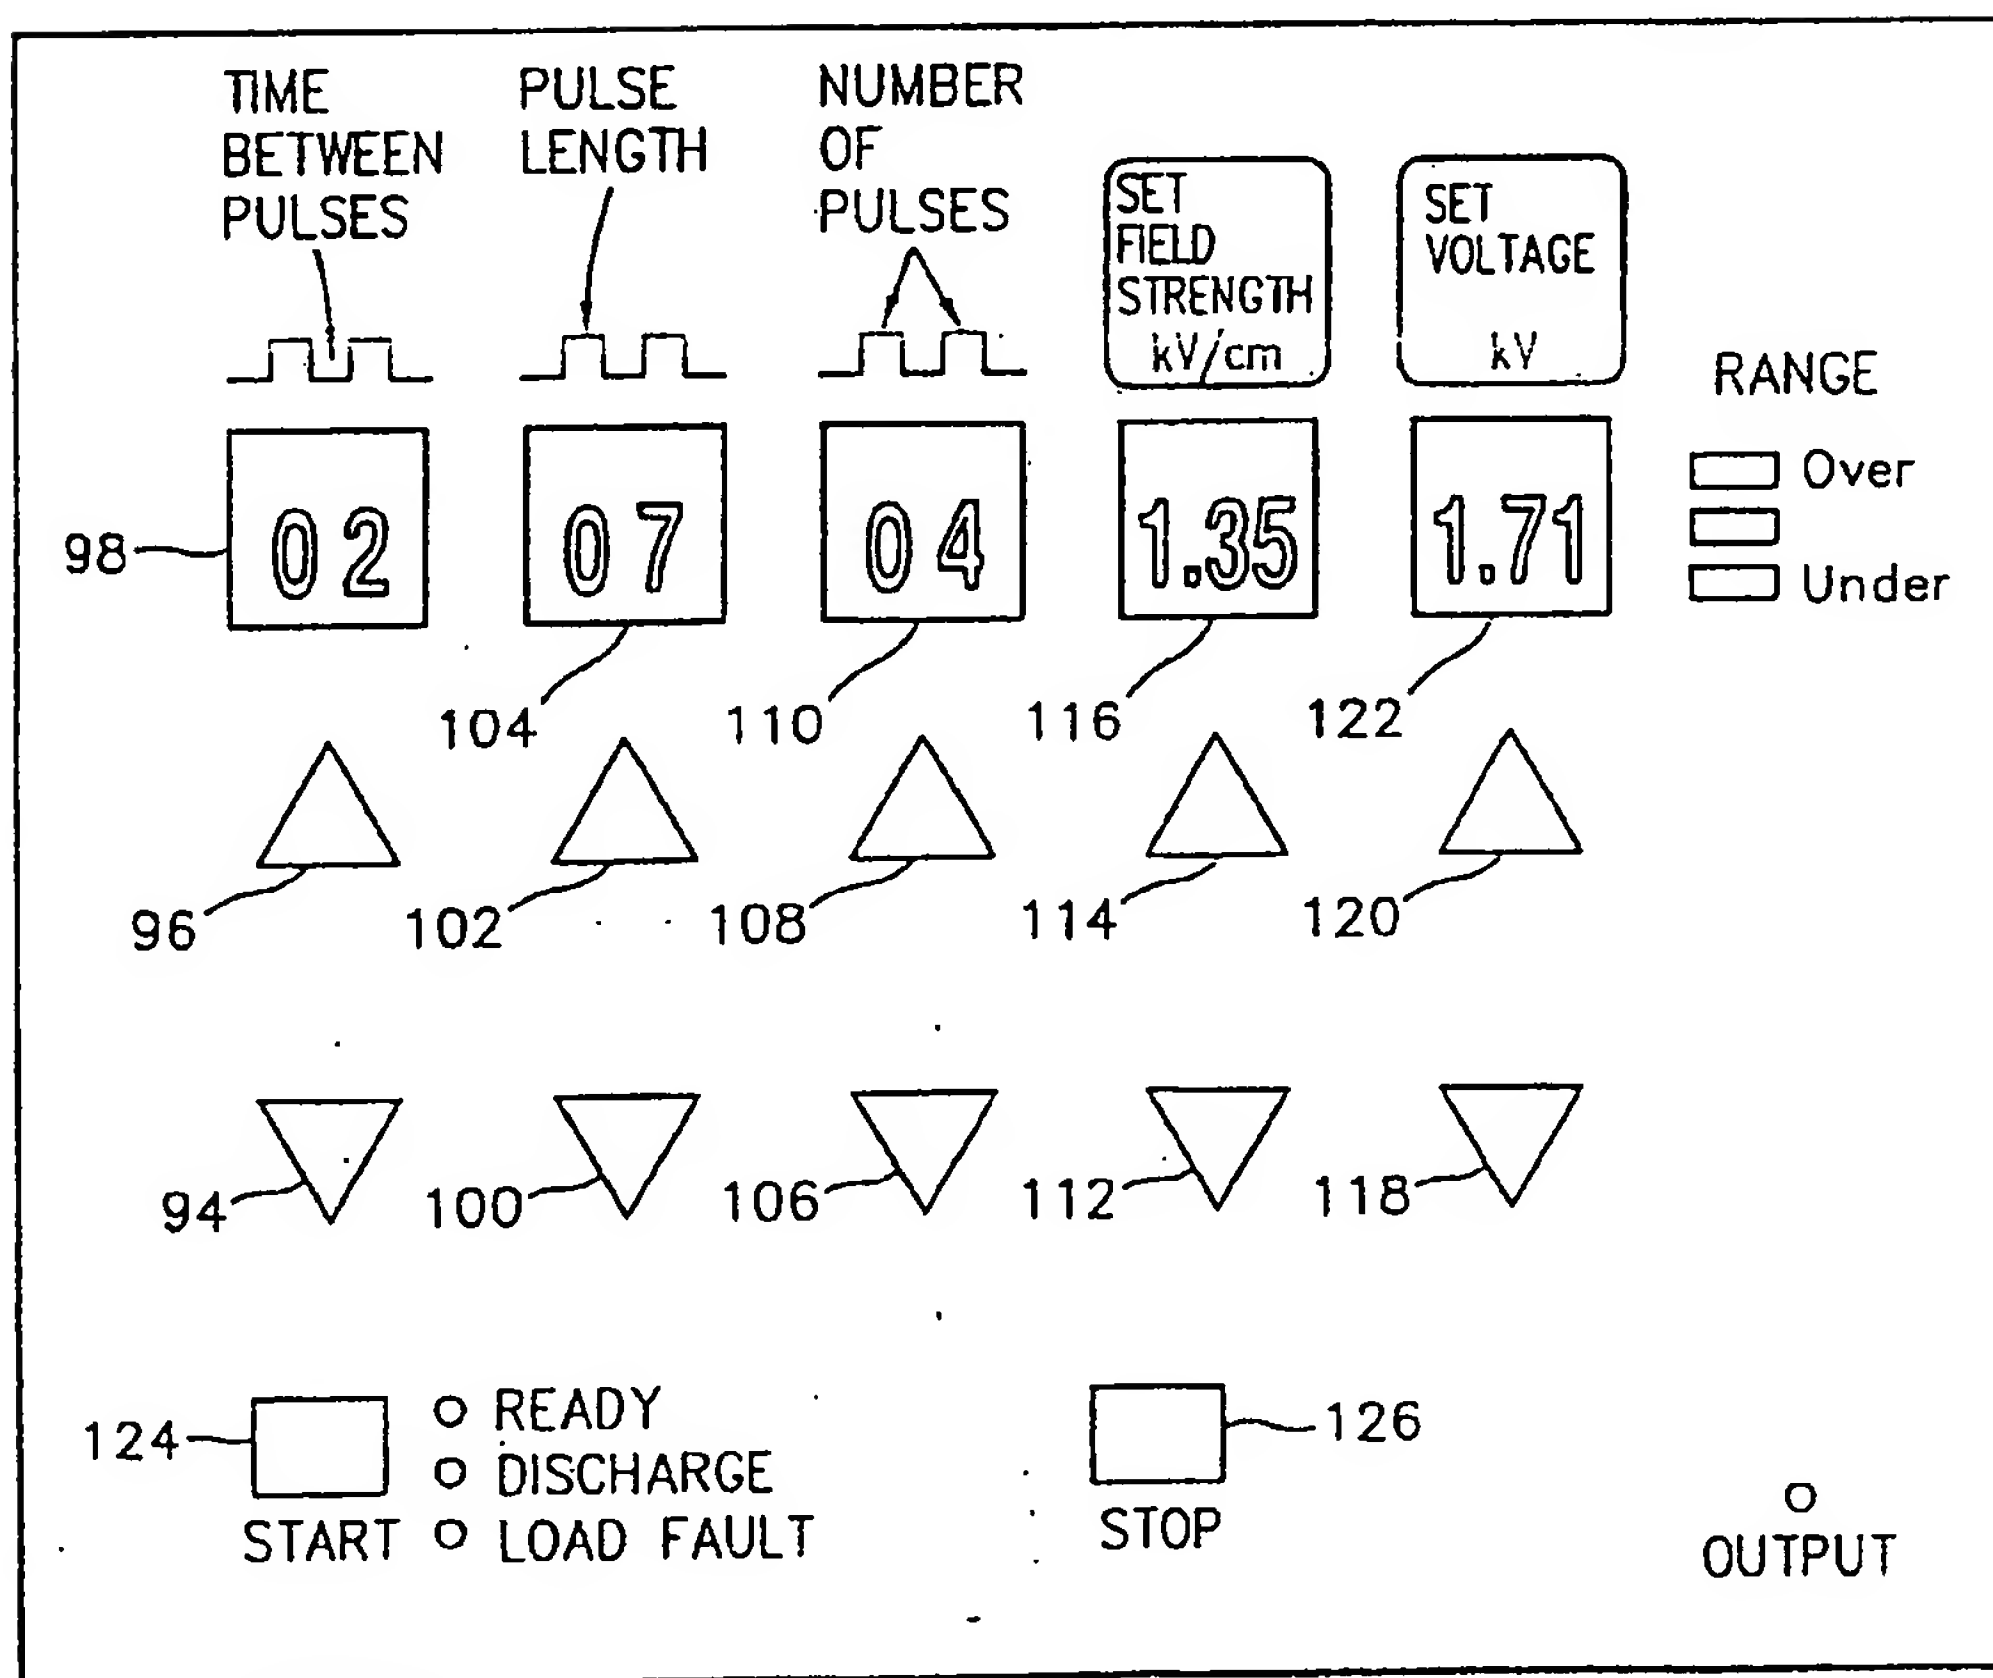 TIME
BETWEEN
PULSES
PULSE
LENGTH
NUMBER
OF
PULSES
SET
FIELD
STRENGTH
kV/cm
SET
VOLTAGE
kV
RANGE
Over
Under
98
02
07
04
1.35
1.71
104
110
116
122
96
102
108
114
120
94
100
106
112
118
124
START
READY
DISCHARGE
LOAD FAULT
126
STOP
OUTPUT